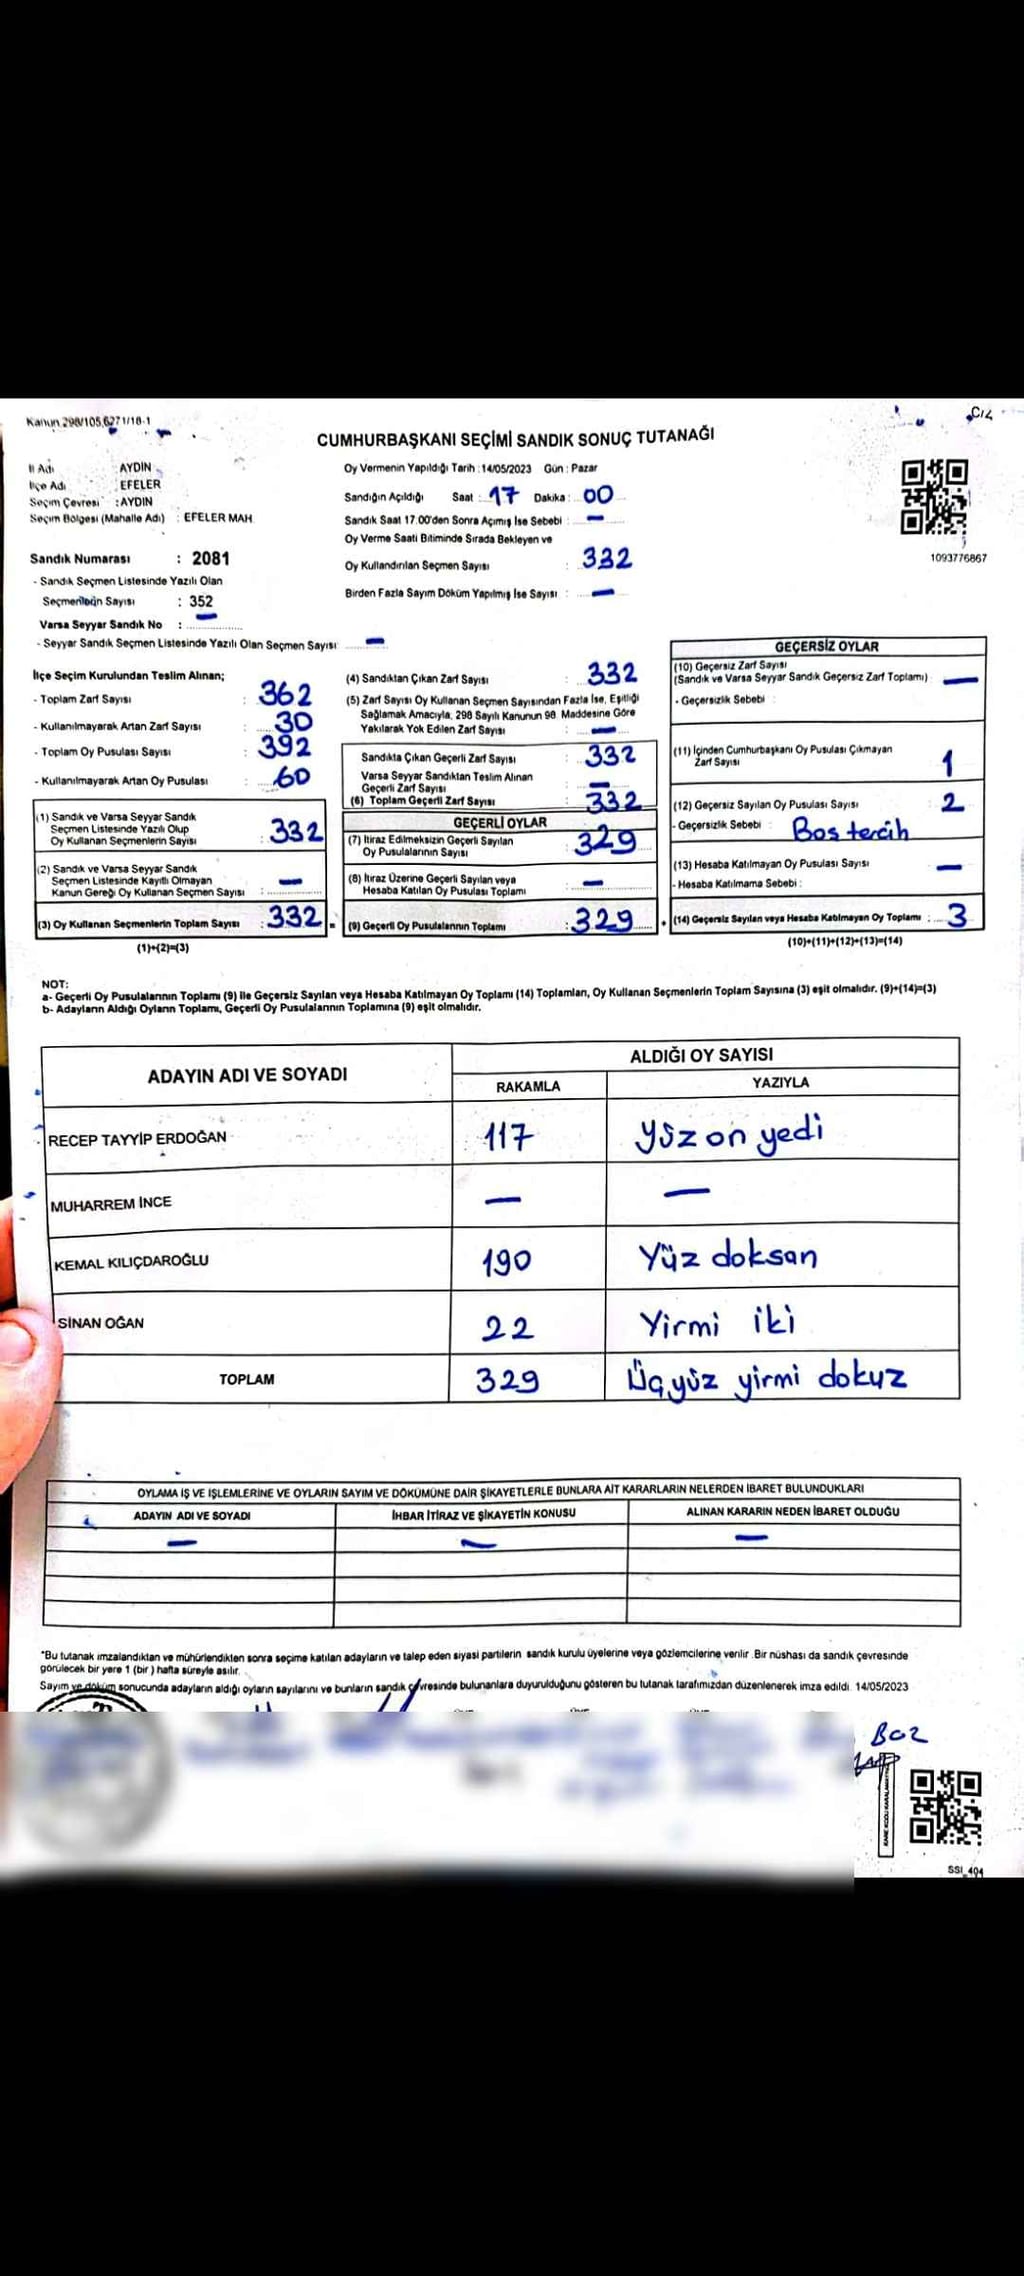 Kanun 298/105,6271/18-1
CUMHURBAŞKANI SEÇİMİ SANDIK SONUÇ TUTANAĞI
İl Adı : AYDIN
İlçe Adı : EFELER
Seçim Çevresi : AYDIN
Seçim Bölgesi (Mahalle Adı) : EFELER MAH
Sandık Numarası : 2081
- Sandık Seçmen Listesinde Yazılı Olan
Seçmenlerin Sayısı : 352
Varsa Seyyar Sandık No : —
- Seyyar Sandık Seçmen Listesinde Yazılı Olan Seçmen Sayısı: —
Oy Vermenin Yapıldığı Tarih : 14/05/2023 Gün : Pazar
Sandığın Açıldığı Saat : 17 Dakika : 00
Sandık Saat 17.00'den Sonra Açımış İse Sebebi : —
Oy Verme Saati Bitiminde Sırada Bekleyen ve
Oy Kullandırılan Seçmen Sayısı : 332
Birden Fazla Sayım Döküm Yapılmış İse Sayısı : —
1093776867
İlçe Seçim Kurulundan Teslim Alınan;
- Toplam Zarf Sayısı : 362
- Kullanılmayarak Artan Zarf Sayısı : 30
- Toplam Oy Pusulası Sayısı : 392
- Kullanılmayarak Artan Oy Pusulası : 60
(1) Sandık ve Varsa Seyyar Sandık
Seçmen Listesinde Yazılı Olup
Oy Kullanan Seçmenlerin Sayısı : 332
(2) Sandık ve Varsa Seyyar Sandık
Seçmen Listesinde Kayıtlı Olmayan
Kanun Gereği Oy Kullanan Seçmen Sayısı : —
(3) Oy Kullanan Seçmenlerin Toplam Sayısı : 332 =
(1)+(2)=(3)
(4) Sandıktan Çıkan Zarf Sayısı : 332
(5) Zarf Sayısı Oy Kullanan Seçmen Sayısından Fazla İse, Eşitliği
Sağlamak Amacıyla, 298 Sayılı Kanunun 98. Maddesine Göre
Yakılarak Yok Edilen Zarf Sayısı : —
Sandıkta Çıkan Geçerli Zarf Sayısı : 332
Varsa Seyyar Sandıktan Teslim Alınan
Geçerli Zarf Sayısı : —
(6) Toplam Geçerli Zarf Sayısı : 332
GEÇERLİ OYLAR
(7) İtiraz Edilmeksizin Geçerli Sayılan
Oy Pusulalarının Sayısı : 329
(8) İtiraz Üzerine Geçerli Sayılan veya
Hesaba Katılan Oy Pusulası Toplamı : —
(9) Geçerli Oy Pusulalarının Toplamı : 329 +
GEÇERSİZ OYLAR
(10) Geçersiz Zarf Sayısı
(Sandık ve Varsa Seyyar Sandık Geçersiz Zarf Toplamı) : —
- Geçersizlik Sebebi :
(11) İçinden Cumhurbaşkanı Oy Pusulası Çıkmayan
Zarf Sayısı 1
(12) Geçersiz Sayılan Oy Pusulası Sayısı : 2
- Geçersizlik Sebebi : Bos tercih
(13) Hesaba Katılmayan Oy Pusulası Sayısı : —
- Hesaba Katılmama Sebebi :
(14) Geçersiz Sayılan veya Hesaba Katılmayan Oy Toplamı : 3
(10)+(11)+(12)+(13)=(14)
NOT:
a- Geçerli Oy Pusulalarının Toplamı (9) ile Geçersiz Sayılan veya Hesaba Katılmayan Oy Toplamı (14) Toplamları, Oy Kullanan Seçmenlerin Toplam Sayısına (3) eşit olmalıdır. (9)+(14)=(3)
b- Adayların Aldığı Oyların Toplamı, Geçerli Oy Pusulalarının Toplamına (9) eşit olmalıdır.
ADAYIN ADI VE SOYADI ALDIĞI OY SAYISI
RAKAMLA YAZIYLA
RECEP TAYYİP ERDOĞAN 117 Yüz on yedi
MUHARREM İNCE — —
KEMAL KILIÇDAROĞLU 190 Yüz doksan
SİNAN OĞAN 22 Yirmi iki
TOPLAM 329 Üçyüz yirmi dokuz
OYLAMA İŞ VE İŞLEMLERİNE VE OYLARIN SAYIM VE DÖKÜMÜNE DAİR ŞİKAYETLERLE BUNLARA AİT KARARLARIN NELERDEN İBARET BULUNDUKLARI
ADAYIN ADI VE SOYADI İHBAR İTİRAZ VE ŞİKAYETİN KONUSU ALINAN KARARIN NEDEN İBARET OLDUĞU
— — —
*Bu tutanak imzalandıktan ve mühürlendikten sonra seçime katılan adayların ve talep eden siyasi partilerin sandık kurulu üyelerine veya gözlemcilerine verilir. Bir nüshası da sandık çevresinde
görülecek bir yere 1 (bir ) hafta süreyle asılır.
Sayım ve döküm sonucunda adayların aldığı oyların sayılarını ve bunların sandık çevresinde bulunanlara duyurulduğunu gösteren bu tutanak tarafımızdan düzenlenerek imza edildi. 14/05/2023
SSI_404